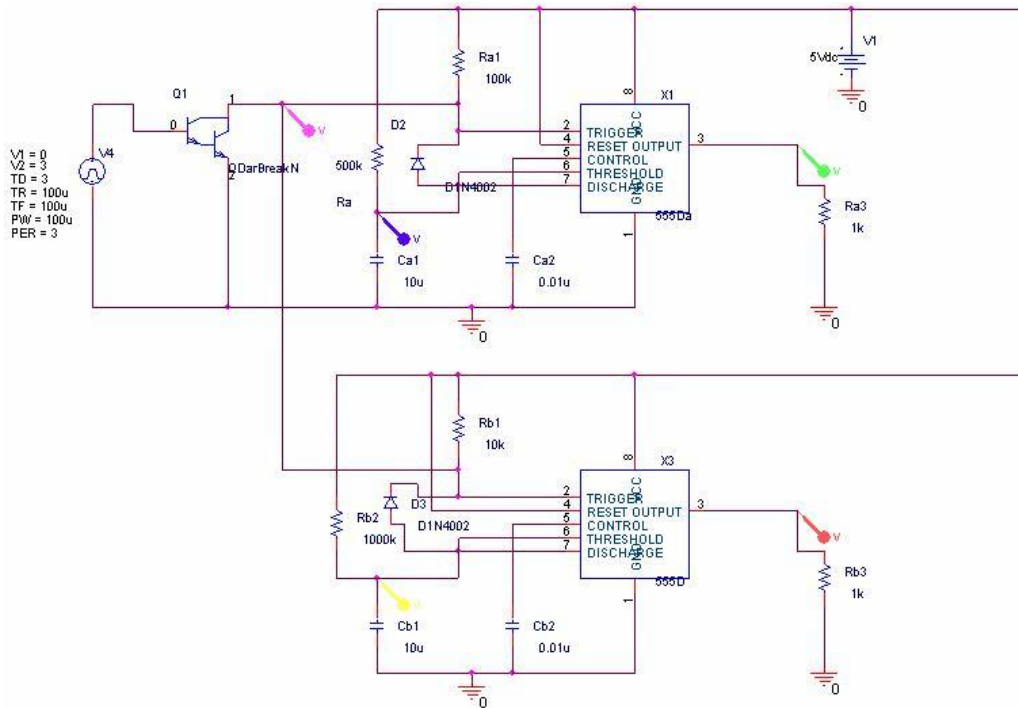 Ra1
100k
V1
5Vdc
0
Q1
1
0
2
QDarBreakN
V
V4
V1 = 0
V2 = 3
TD = 3
TR = 100u
TF = 100u
PW = 100u
PER = 3
D2
D1N4002
500k
Ra
V
Ca1
10u
Ca2
0.01u
X1
8
VCC
2
TRIGGER
4
RESET
OUTPUT
3
5
CONTROL
6
THRESHOLD
7
DISCHARGE
GND
555Da
1
V
Ra3
1k
0
0
Rb1
10k
D3
D1N4002
Rb2
1000k
V
Cb1
10u
Cb2
0.01u
X3
8
VCC
2
TRIGGER
4
RESET
OUTPUT
3
5
CONTROL
6
THRESHOLD
7
DISCHARGE
GND
555D
1
V
Rb3
1k
0
0